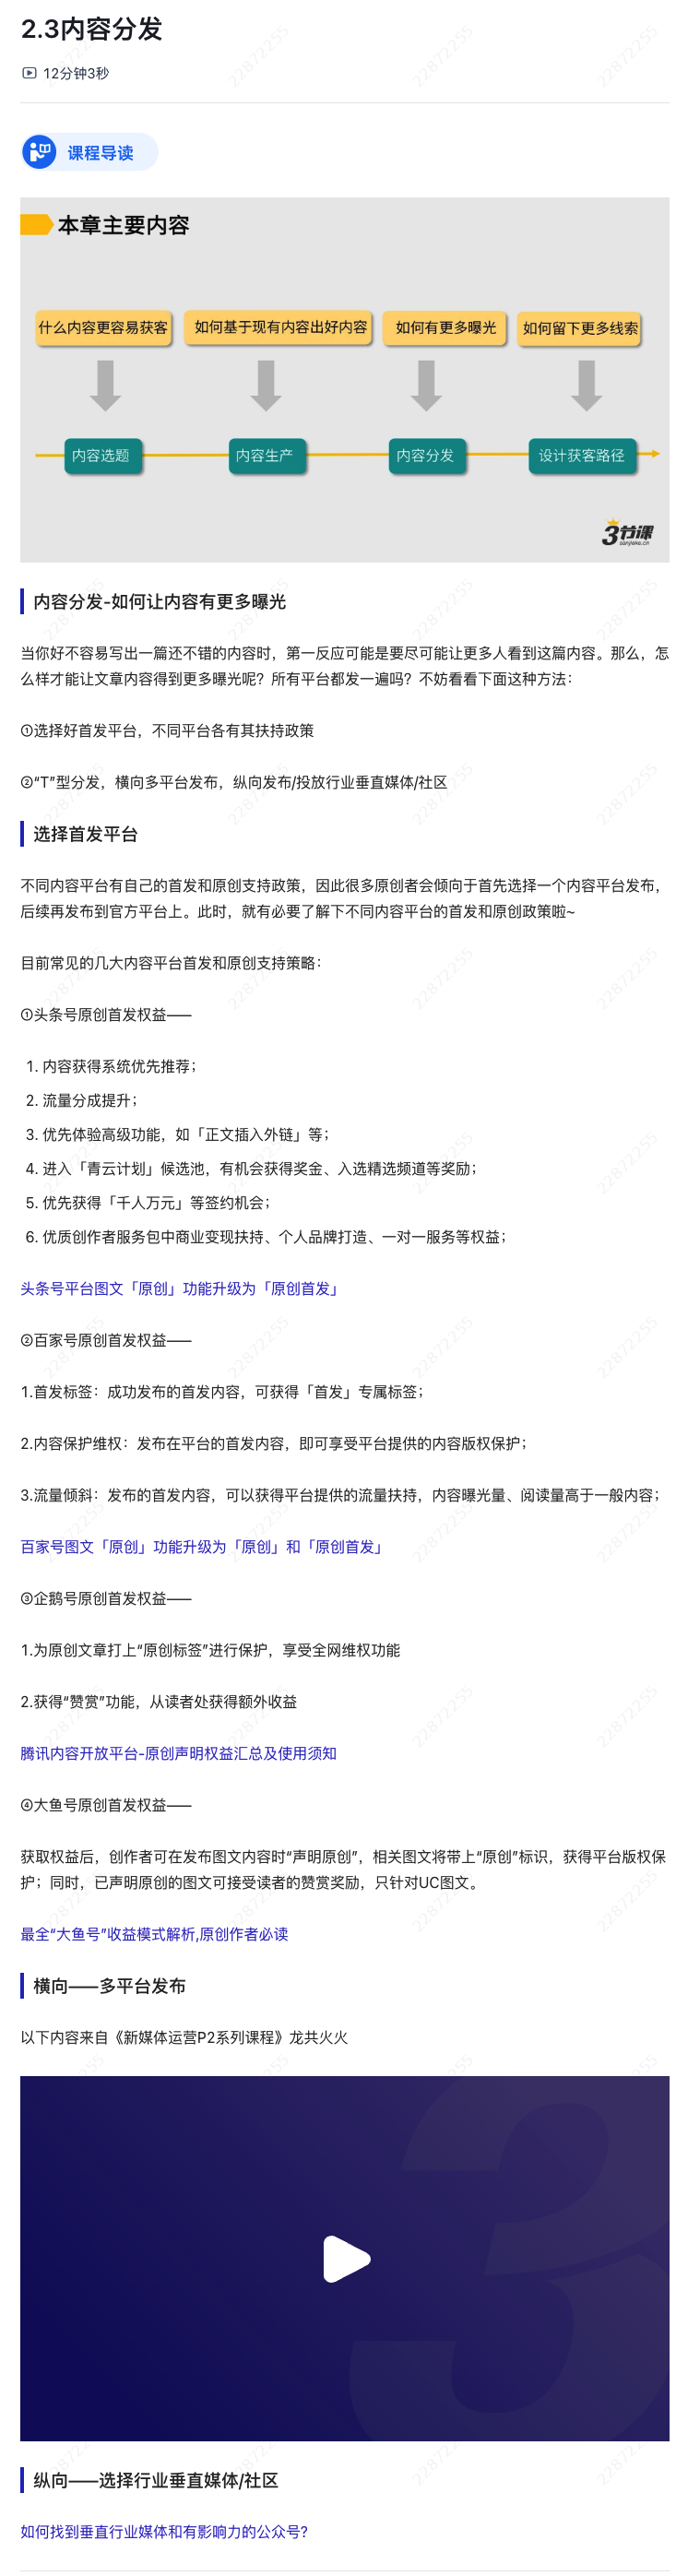 2.3内容分发
12分钟3秒
课程导读
本章主要内容
什么内容更容易获客
如何基于现有内容出好内容
如何有更多曝光
如何留下更多线索
内容选题
内容生产
内容分发
设计获客路径
3节课
sanjieke.cn
内容分发-如何让内容有更多曝光
当你好不容易写出一篇还不错的内容时，第一反应可能是要尽可能让更多人看到这篇内容。那么，怎
么样才能让文章内容得到更多曝光呢？所有平台都发一遍吗？不妨看看下面这种方法：
①选择好首发平台，不同平台各有其扶持政策
②“T”型分发，横向多平台发布，纵向发布/投放行业垂直媒体/社区
选择首发平台
不同内容平台有自己的首发和原创支持政策，因此很多原创者会倾向于首先选择一个内容平台发布，
后续再发布到官方平台上。此时，就有必要了解下不同内容平台的首发和原创政策啦~
目前常见的几大内容平台首发和原创支持策略：
①头条号原创首发权益——
1. 内容获得系统优先推荐；
2. 流量分成提升；
3. 优先体验高级功能，如「正文插入外链」等；
4. 进入「青云计划」候选池，有机会获得奖金、入选精选频道等奖励；
5. 优先获得「千人万元」等签约机会；
6. 优质创作者服务包中商业变现扶持、个人品牌打造、一对一服务等权益；
头条号平台图文「原创」功能升级为「原创首发」
②百家号原创首发权益——
1.首发标签：成功发布的首发内容，可获得「首发」专属标签；
2.内容保护维权：发布在平台的首发内容，即可享受平台提供的内容版权保护；
3.流量倾斜：发布的首发内容，可以获得平台提供的流量扶持，内容曝光量、阅读量高于一般内容；
百家号图文「原创」功能升级为「原创」和「原创首发」
③企鹅号原创首发权益——
1.为原创文章打上“原创标签”进行保护，享受全网维权功能
2.获得“赞赏”功能，从读者处获得额外收益
腾讯内容开放平台-原创声明权益汇总及使用须知
④大鱼号原创首发权益——
获取权益后，创作者可在发布图文内容时“声明原创”，相关图文将带上“原创”标识，获得平台版权保
护；同时，已声明原创的图文可接受读者的赞赏奖励，只针对UC图文。
最全“大鱼号”收益模式解析,原创作者必读
横向——多平台发布
以下内容来自《新媒体运营P2系列课程》龙共火火
纵向——选择行业垂直媒体/社区
如何找到垂直行业媒体和有影响力的公众号?
22872255